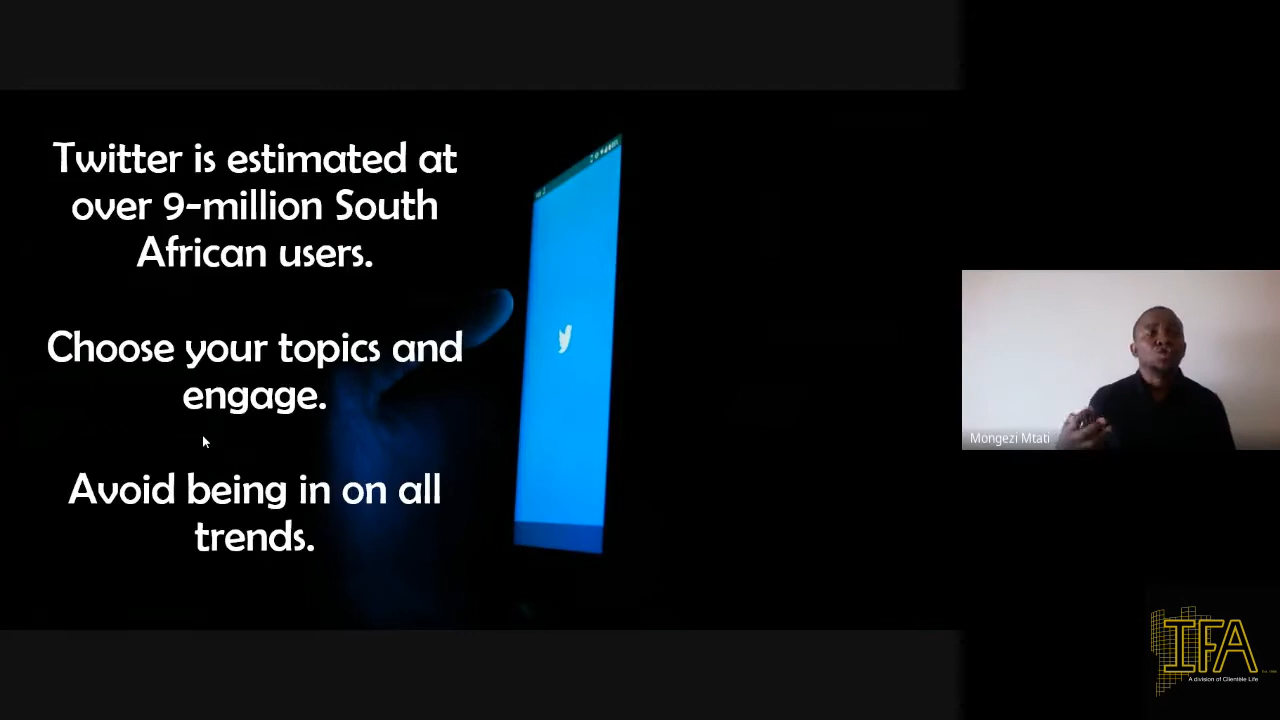 Twitter is estimated at
over 9-million South
African users.
Choose your topics and
engage.
Avoid being in on all
trends.
Mongezi Mtati
IFA
A division of Clientèle Life